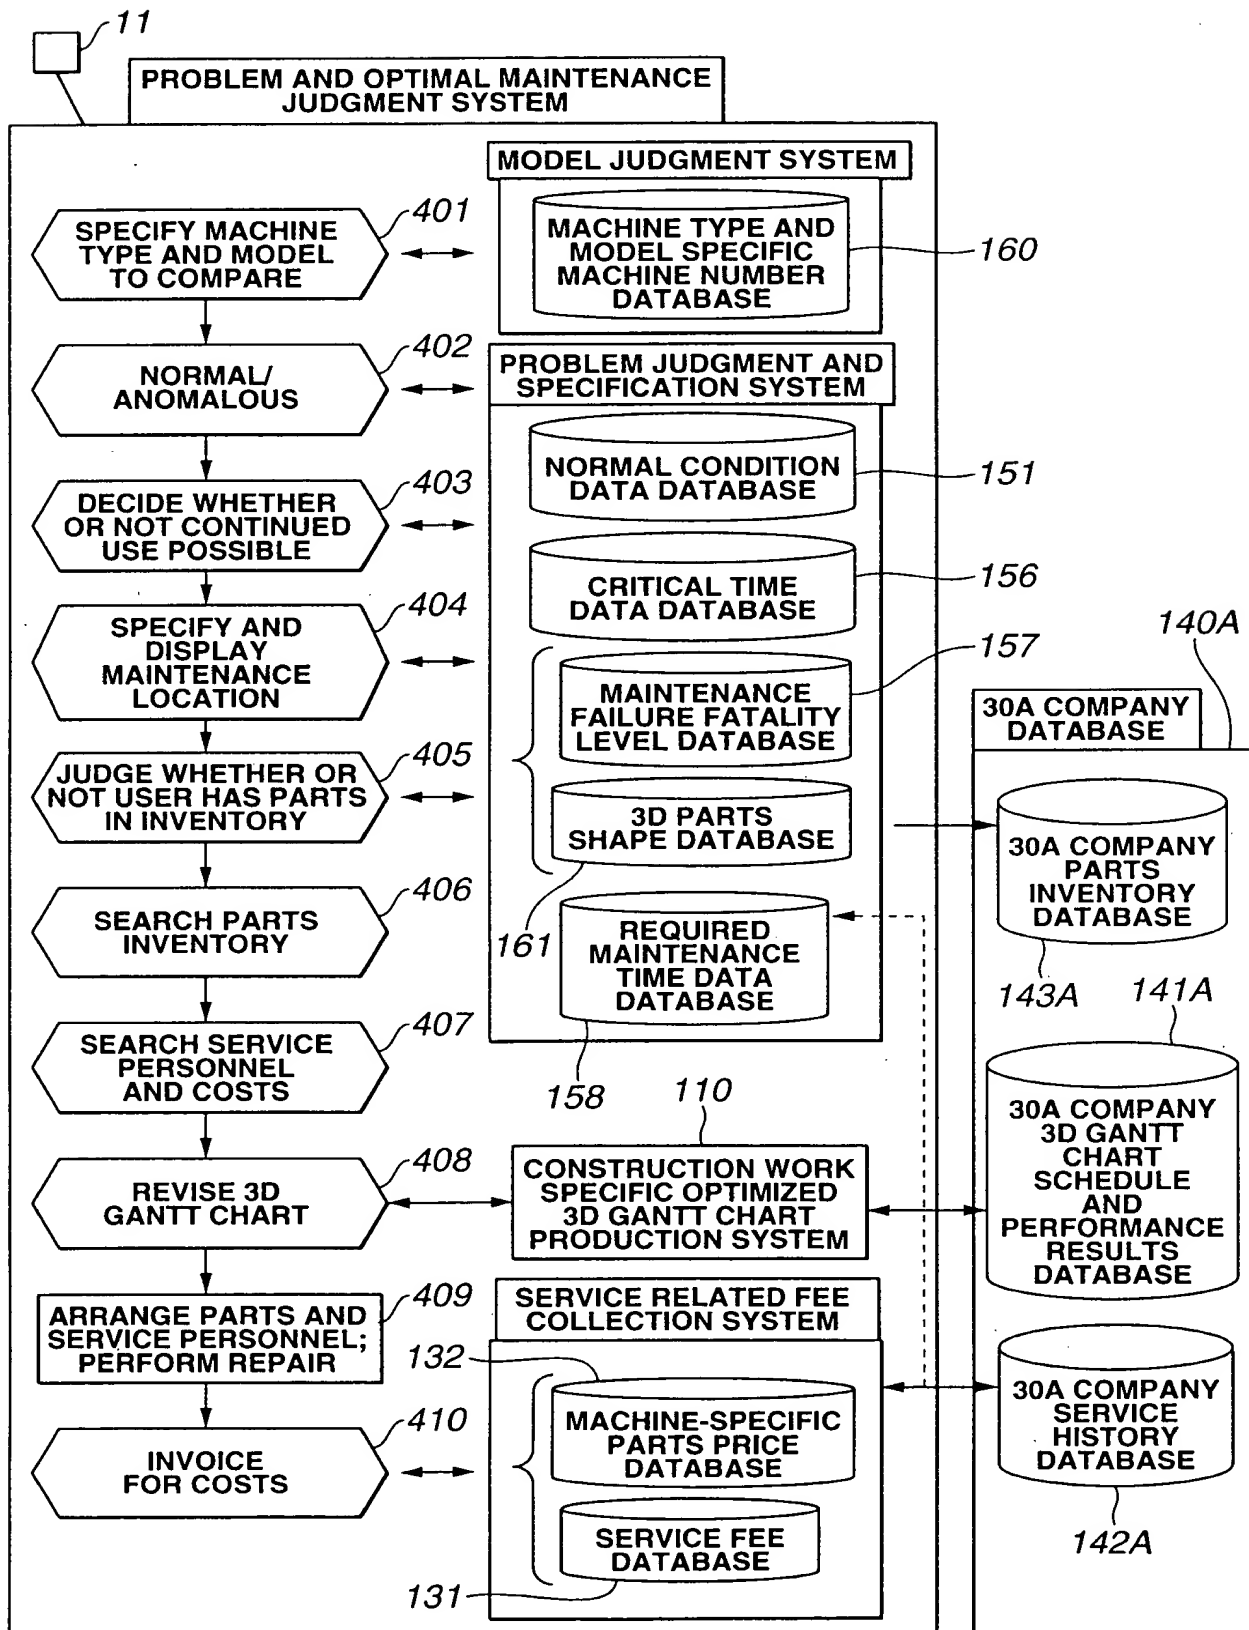 11
PROBLEM AND OPTIMAL MAINTENANCE
JUDGMENT SYSTEM
MODEL JUDGMENT SYSTEM
SPECIFY MACHINE
TYPE AND MODEL
TO COMPARE
401
MACHINE TYPE AND
MODEL SPECIFIC
MACHINE NUMBER
DATABASE
160
NORMAL/
ANOMALOUS
402
PROBLEM JUDGMENT AND
SPECIFICATION SYSTEM
DECIDE WHETHER
OR NOT CONTINUED
USE POSSIBLE
403
NORMAL CONDITION
DATA DATABASE
151
CRITICAL TIME
DATA DATABASE
156
SPECIFY AND
DISPLAY
MAINTENANCE
LOCATION
404
MAINTENANCE
FAILURE FATALITY
LEVEL DATABASE
157
JUDGE WHETHER OR
NOT USER HAS PARTS
IN INVENTORY
405
3D PARTS
SHAPE DATABASE
161
SEARCH PARTS
INVENTORY
406
REQUIRED
MAINTENANCE
TIME DATA
DATABASE
158
SEARCH SERVICE
PERSONNEL
AND COSTS
407
REVISE 3D
GANTT CHART
408
110
CONSTRUCTION WORK
SPECIFIC OPTIMIZED
3D GANTT CHART
PRODUCTION SYSTEM
ARRANGE PARTS AND
SERVICE PERSONNEL;
PERFORM REPAIR
409
SERVICE RELATED FEE
COLLECTION SYSTEM
132
MACHINE-SPECIFIC
PARTS PRICE
DATABASE
INVOICE
FOR COSTS
410
SERVICE FEE
DATABASE
131
140A
30A COMPANY
DATABASE
30A COMPANY
PARTS
INVENTORY
DATABASE
143A
141A
30A COMPANY
3D GANTT
CHART
SCHEDULE
AND
PERFORMANCE
RESULTS
DATABASE
30A COMPANY
SERVICE
HISTORY
DATABASE
142A